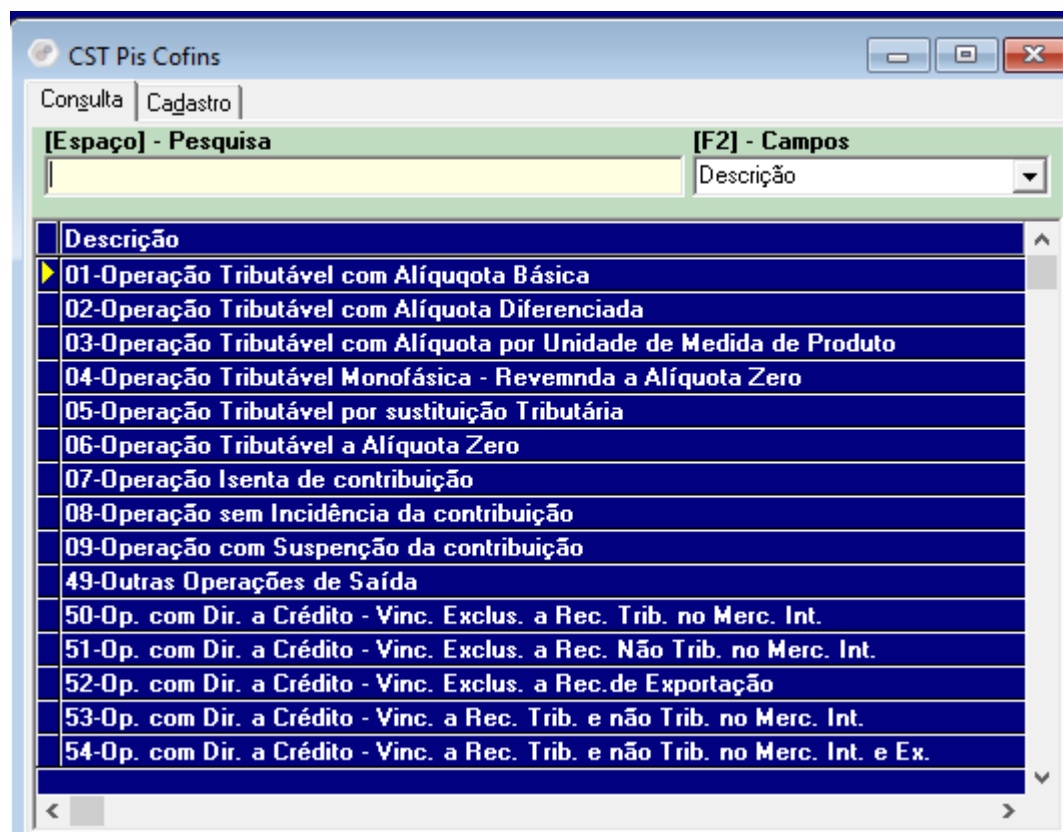 CST Pis Cofins
Consulta Cadastro
[Espaço] - Pesquisa [F2] - Campos
Descrição
Descrição
01-Operação Tributável com Alíquqota Básica
02-Operação Tributável com Alíquota Diferenciada
03-Operação Tributável com Alíquota por Unidade de Medida de Produto
04-Operação Tributável Monofásica - Revemnda a Alíquota Zero
05-Operação Tributável por sustituição Tributária
06-Operação Tributável a Alíquota Zero
07-Operação Isenta de contribuição
08-Operação sem Incidência da contribuição
09-Operação com Suspenção da contribuição
49-Outras Operações de Saída
50-Op. com Dir. a Crédito - Vinc. Exclus. a Rec. Trib. no Merc. Int.
51-Op. com Dir. a Crédito - Vinc. Exclus. a Rec. Não Trib. no Merc. Int.
52-Op. com Dir. a Crédito - Vinc. Exclus. a Rec.de Exportação
53-Op. com Dir. a Crédito - Vinc. a Rec. Trib. e não Trib. no Merc. Int.
54-Op. com Dir. a Crédito - Vinc. a Rec. Trib. e não Trib. no Merc. Int. e Ex.